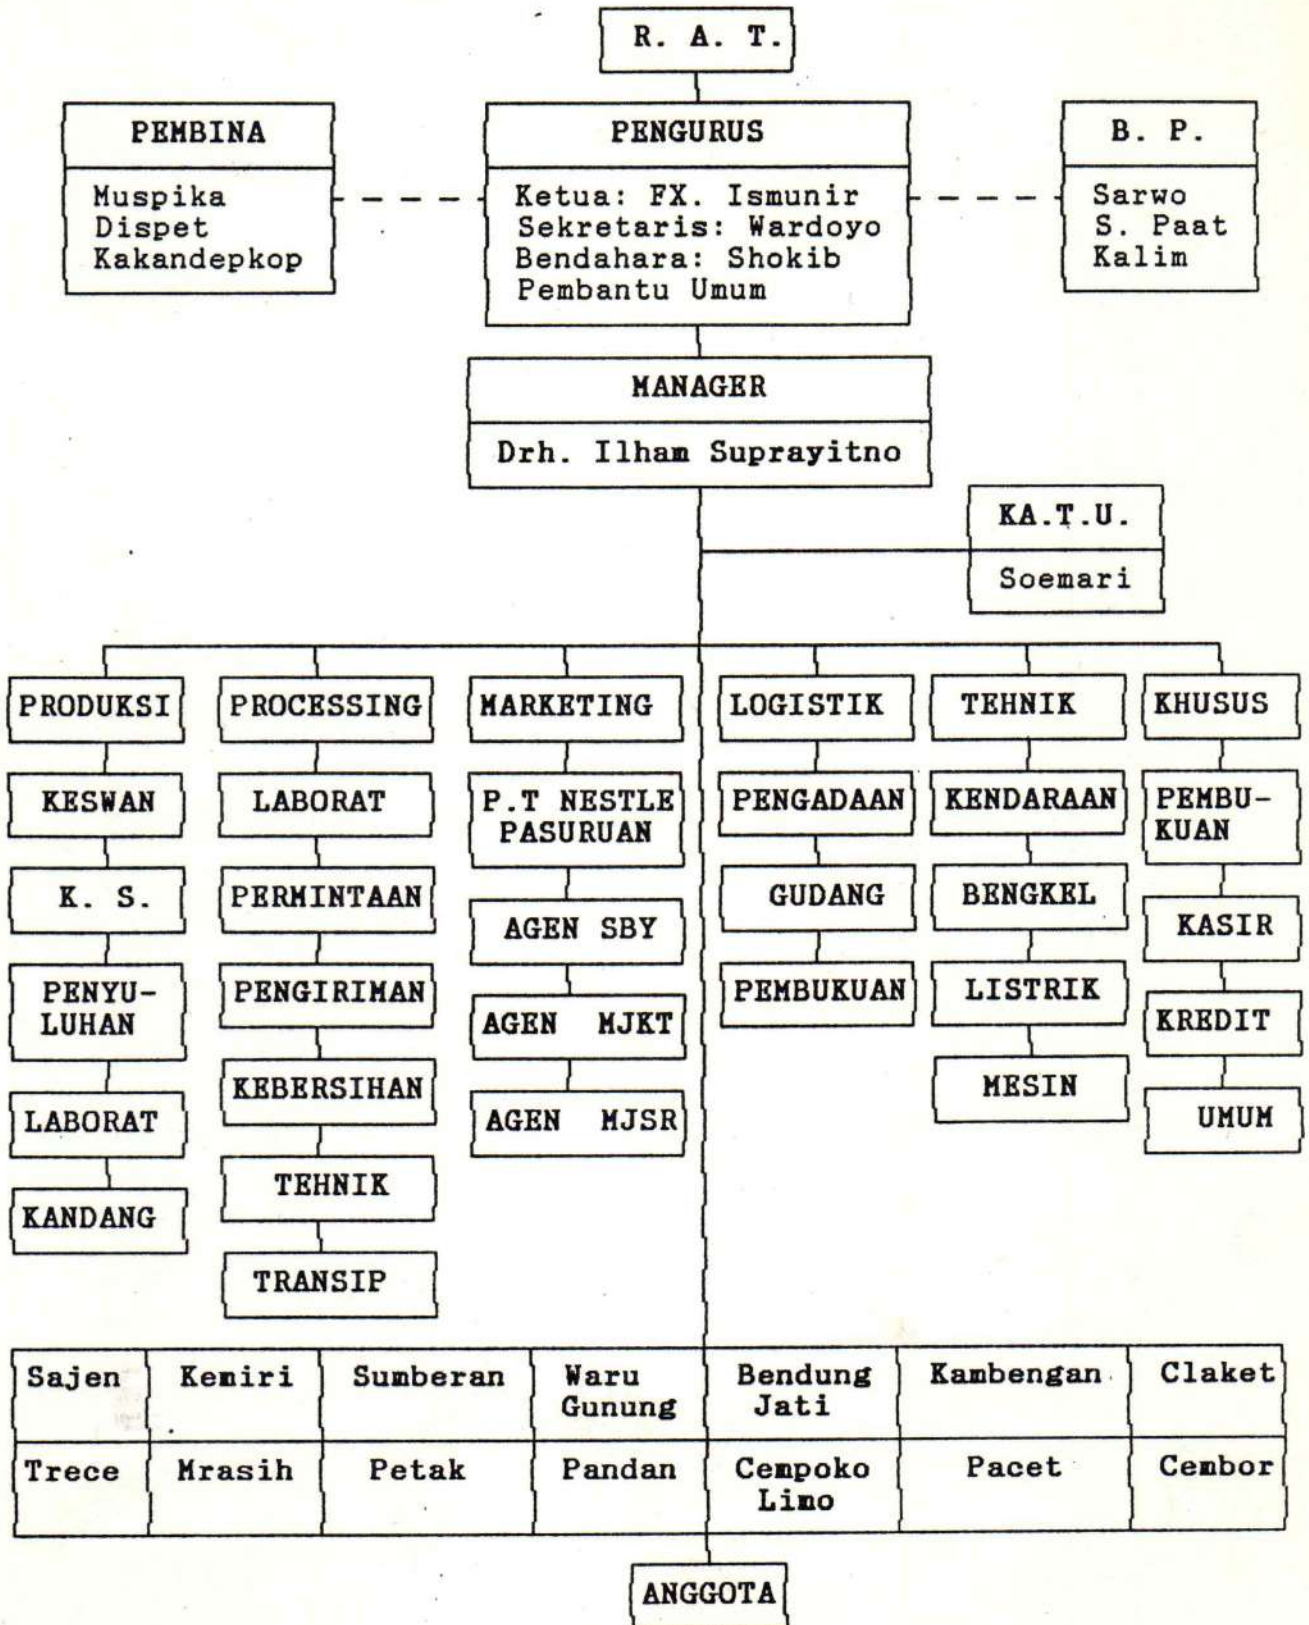 R. A. T.
PEMBINA
Muspika
Dispet
Kakandepkop
PENGURUS
Ketua: FX. Ismunir
Sekretaris: Wardoyo
Bendahara: Shokib
Pembantu Umum
B. P.
Sarwo
S. Paat
Kalim
MANAGER
Drh. Ilham Suprayitno
KA.T.U.
Soemari
PRODUKSI
KESWAN
K. S.
PENYU-
LUHAN
LABORAT
KANDANG
PROCESSING
LABORAT
PERMINTAAN
PENGIRIMAN
KEBERSIHAN
TEHNIK
TRANSIP
MARKETING
P.T NESTLE
PASURUAN
AGEN SBY
AGEN MJKT
AGEN MJSR
LOGISTIK
PENGADAAN
GUDANG
PEMBUKUAN
TEHNIK
KENDARAAN
BENGKEL
LISTRIK
MESIN
KHUSUS
PEMBU-
KUAN
KASIR
KREDIT
UMUM
Sajen
Kemiri
Sumberan
Waru
Gunung
Bendung
Jati
Kambengan
Claket
Trece
Mrasih
Petak
Pandan
Cempoko
Limo
Pacet
Cembor
ANGGOTA